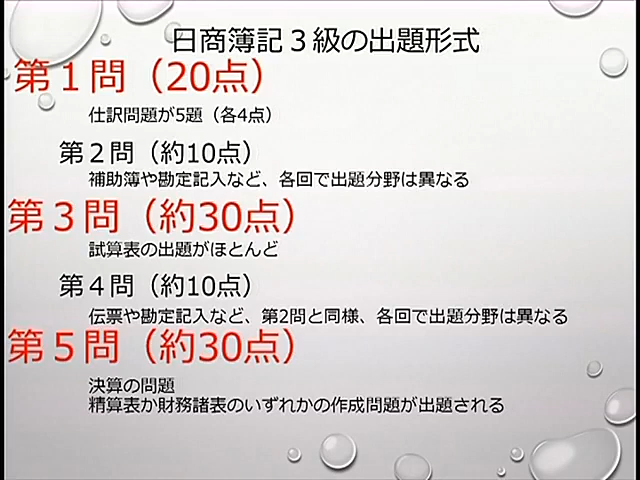 日商簿記３級の出題形式
第１問（20点）
仕訳問題が5題（各4点）
第２問（約10点）
補助簿や勘定記入など、各回で出題分野は異なる
第３問（約30点）
試算表の出題がほとんど
第４問（約10点）
伝票や勘定記入など、第2問と同様、各回で出題分野は異なる
第５問（約30点）
決算の問題
精算表か財務諸表のいずれかの作成問題が出題される